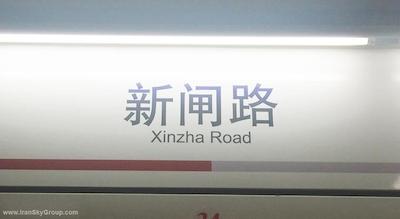 新闸路
Xinzha Road
www.IranSkyGroup.com